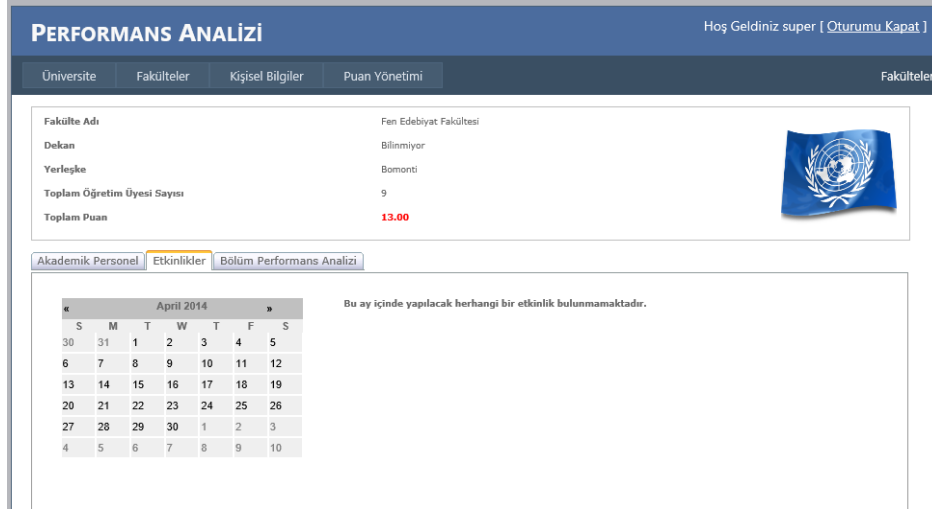 PERFORMANS ANALİZİ
Hoş Geldiniz super [ Oturumu Kapat ]
Üniversite Fakülteler Kişisel Bilgiler Puan Yönetimi Fakülteler
Fakülte Adı Fen Edebiyat Fakültesi
Dekan Bilinmiyor
Yerleşke Bomonti
Toplam Öğretim Üyesi Sayısı 9
Toplam Puan 13.00
Akademik Personel Etkinlikler Bölüm Performans Analizi
« April 2014 »
S M T W T F S
30 31 1 2 3 4 5
6 7 8 9 10 11 12
13 14 15 16 17 18 19
20 21 22 23 24 25 26
27 28 29 30 1 2 3
4 5 6 7 8 9 10
Bu ay içinde yapılacak herhangi bir etkinlik bulunmamaktadır.